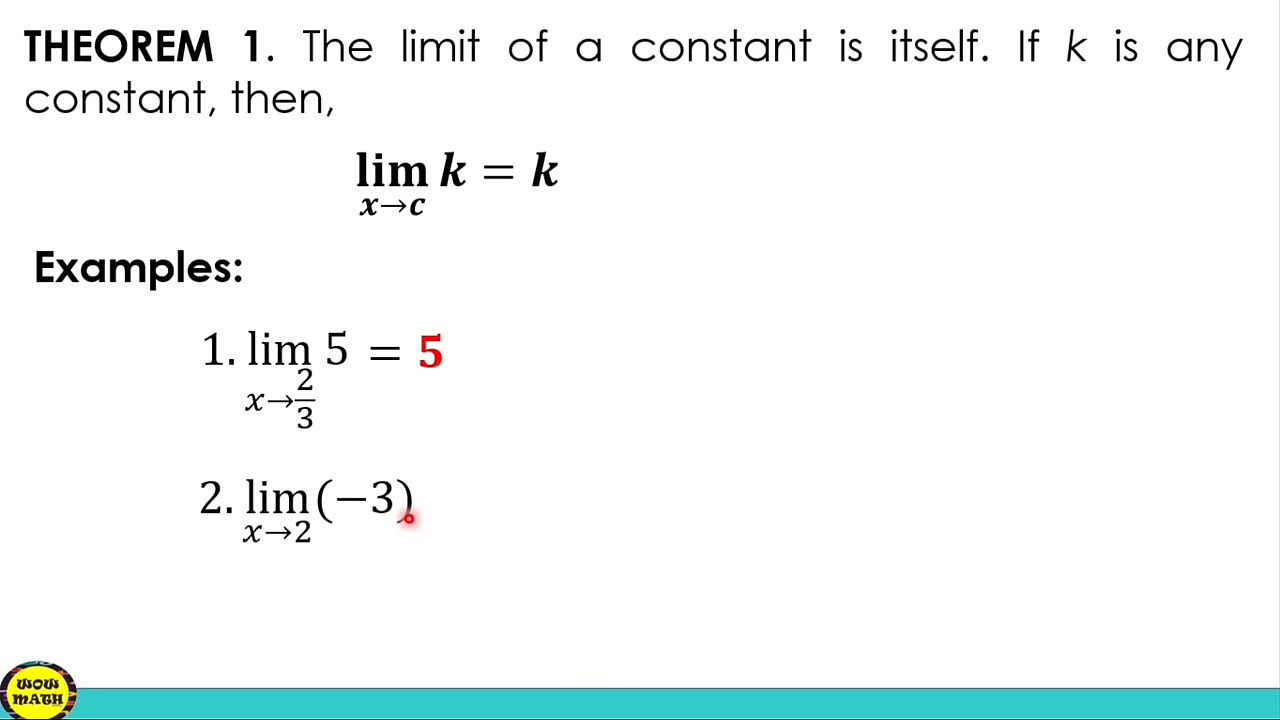 THEOREM 1. The limit of a constant is itself. If k is any
constant, then,
lim k = k
x→c
Examples:
1. lim 5 = 5
x→2/3
2. lim (−3)
x→2
WOW
MATH